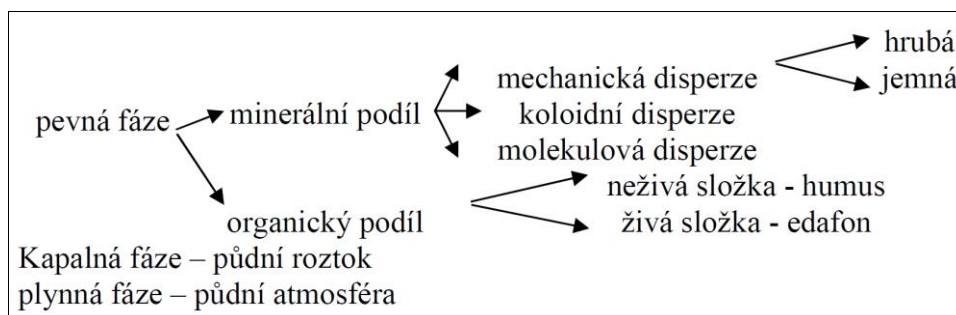 hrubá
mechanická disperze
jemná
pevná fáze
minerální podíl
koloidní disperze
molekulová disperze
neživá složka - humus
organický podíl
živá složka - edafon
Kapalná fáze – půdní roztok
plynná fáze – půdní atmosféra